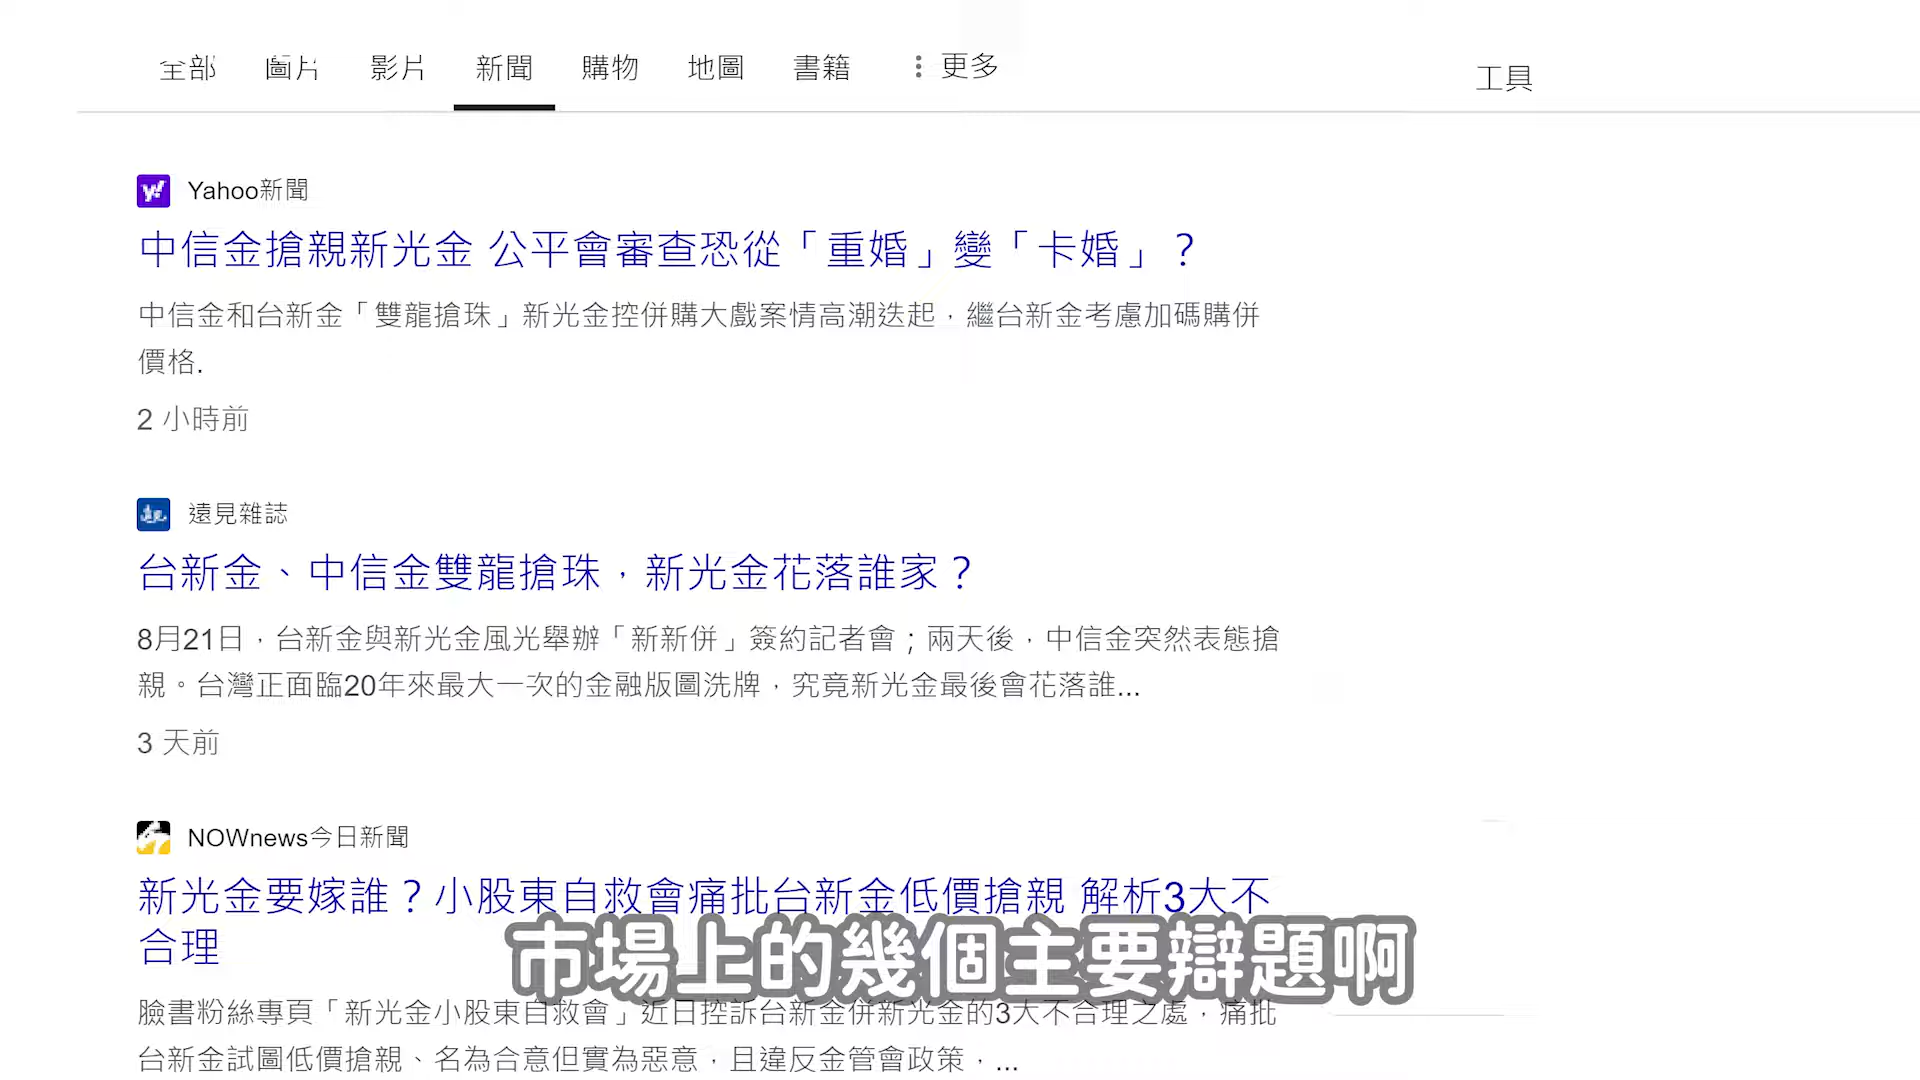 全部 圖片 影片 新聞 購物 地圖 書籍 更多 工具
Yahoo新聞
中信金搶親新光金 公平會審查恐從「重婚」變「卡婚」？
中信金和台新金「雙龍搶珠」新光金控併購大戲案情高潮迭起，繼台新金考慮加碼購併
價格.
2 小時前
遠見雜誌
台新金、中信金雙龍搶珠，新光金花落誰家？
8月21日，台新金與新光金風光舉辦「新新併」簽約記者會；兩天後，中信金突然表態搶
親。台灣正面臨20年來最大一次的金融版圖洗牌，究竟新光金最後會花落誰...
3 天前
NOWnews今日新聞
新光金要嫁誰？小股東自救會痛批台新金低價搶親 解析3大不
合理
市場上的幾個主要辯題啊
臉書粉絲專頁「新光金小股東自救會」近日控訴台新金併新光金的3大不合理之處，痛批
台新金試圖低價搶親、名為合意但實為惡意，且違反金管會政策，...